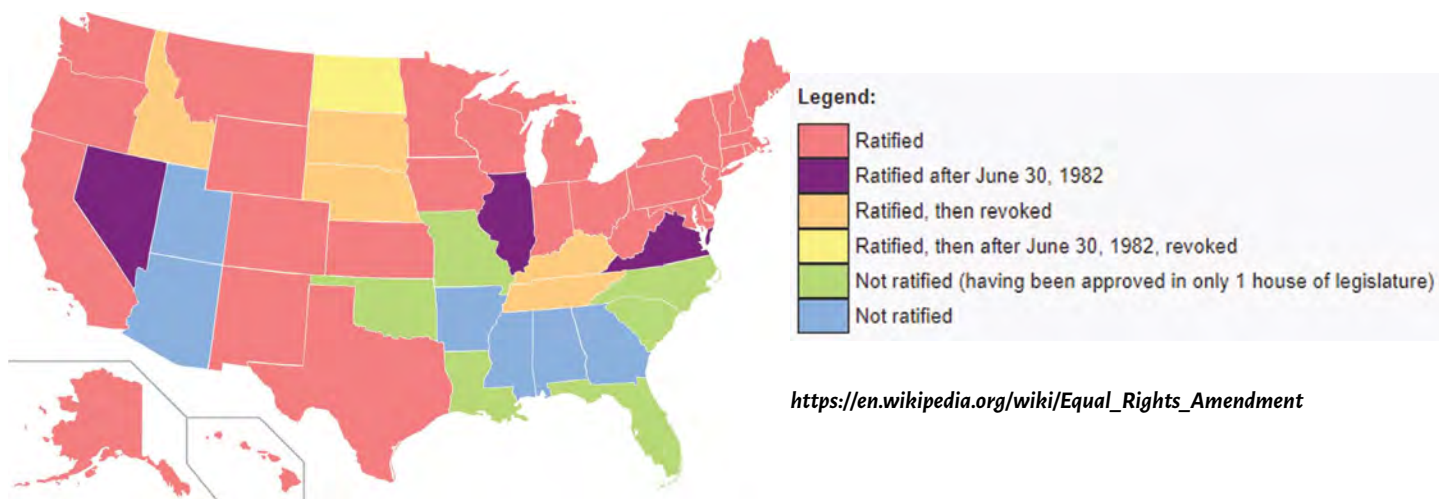 Legend:
Ratified
Ratified after June 30, 1982
Ratified, then revoked
Ratified, then after June 30, 1982, revoked
Not ratified (having been approved in only 1 house of legislature)
Not ratified
https://en.wikipedia.org/wiki/Equal_Rights_Amendment